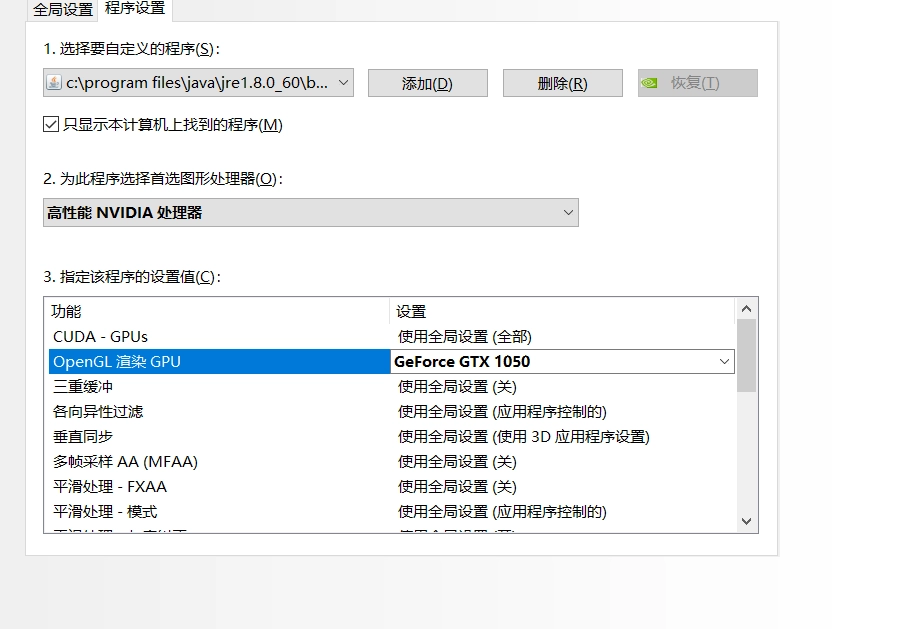 全局设置 程序设置
1. 选择要自定义的程序(S):
c:\program files\java\jre1.8.0_60\b... 添加(D) 删除(R) 恢复(T)
只显示本计算机上找到的程序(M)
2. 为此程序选择首选图形处理器(O):
高性能 NVIDIA 处理器
3. 指定该程序的设置值(C):
功能 设置
CUDA - GPUs 使用全局设置 (全部)
OpenGL 渲染 GPU GeForce GTX 1050
三重缓冲 使用全局设置 (关)
各向异性过滤 使用全局设置 (应用程序控制的)
垂直同步 使用全局设置 (使用 3D 应用程序设置)
多帧采样 AA (MFAA) 使用全局设置 (关)
平滑处理 - FXAA 使用全局设置 (关)
平滑处理 - 模式 使用全局设置 (应用程序控制的)